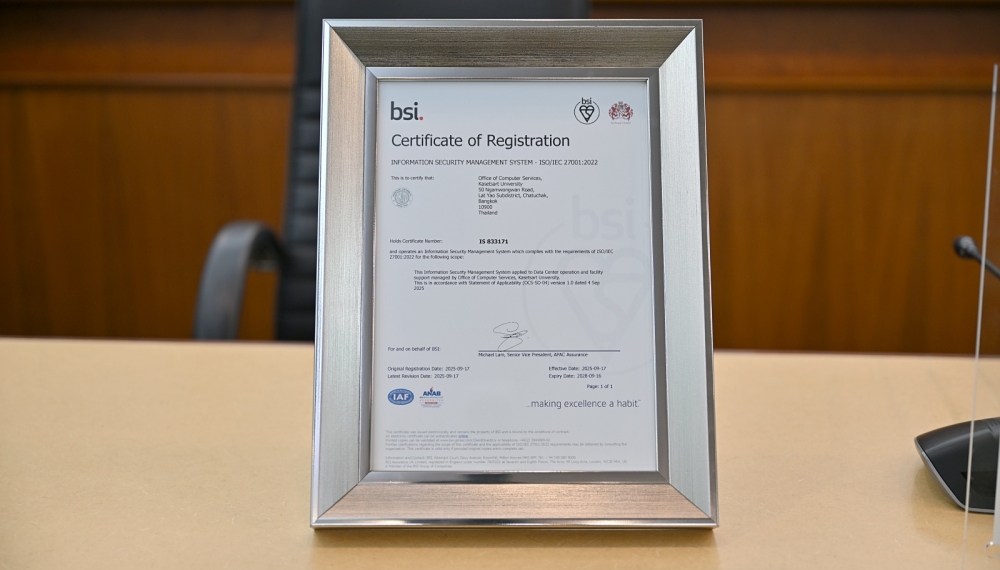 bsi.
bsi
Certificate of Registration
INFORMATION SECURITY MANAGEMENT SYSTEM - ISO/IEC 27001:2022
This is to certify that:
Office of Computer Services,
Kasetsart University
50 Ngamwongwan Road,
Lat Yao Subdistrict, Chatuchak,
Bangkok
10900
Thailand
bsi
Holds Certificate Number:
IS 833171
and operates an Information Security Management System which complies with the requirements of ISO/IEC
27001:2022 for the following scope:
This Information Security Management System applied to Data Center operation and facility
support managed by Office of Computer Services, Kasetsart University.
This is in accordance with Statement of Applicability (OCS-SD-04) version 1.0 dated 4 Sep
2025
For and on behalf of BSI:
Michael Lam, Senior Vice President, APAC Assurance
Original Registration Date: 2025-09-17
Effective Date: 2025-09-17
Latest Revision Date: 2025-09-17
Expiry Date: 2028-09-16
Page: 1 of 1
IAF
ANAB
...making excellence a habit.™